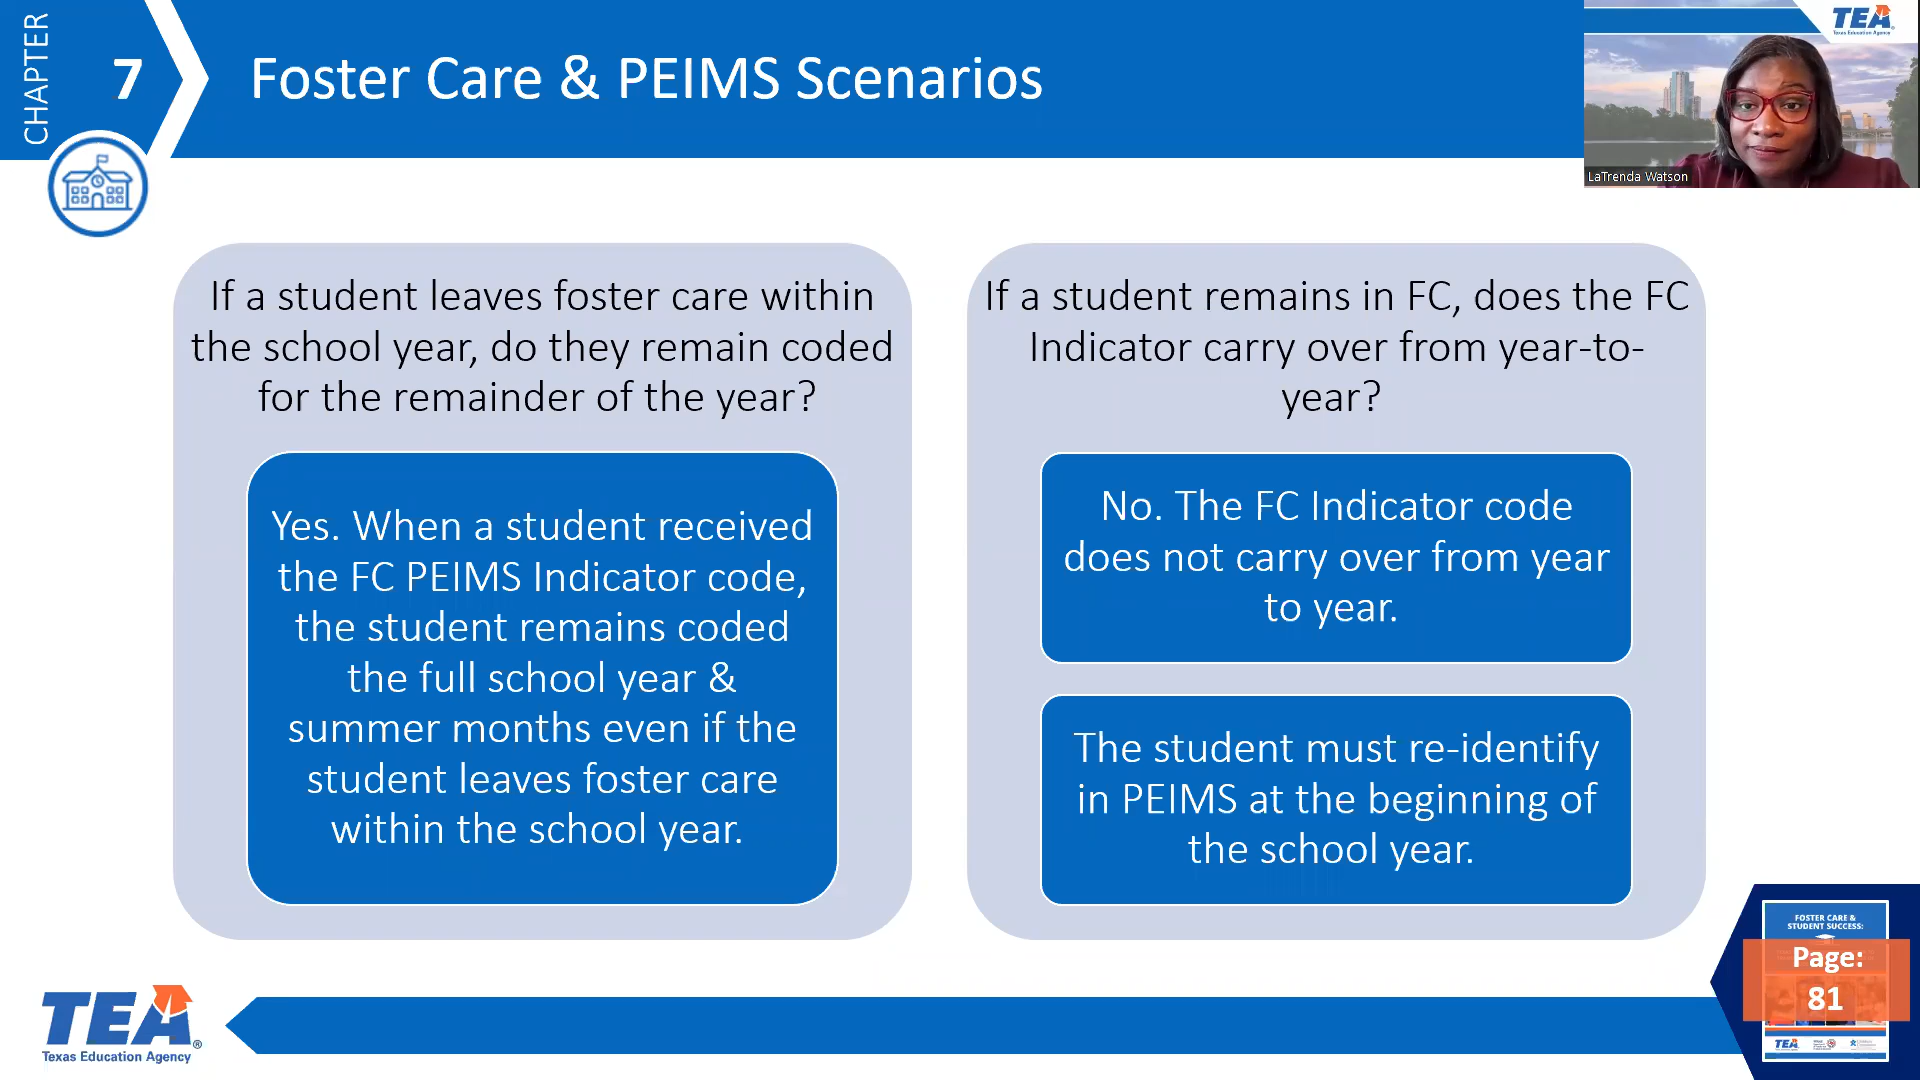 CHAPTER
7
Foster Care & PEIMS Scenarios
TEA
Texas Education Agency
LaTrenda Watson
If a student leaves foster care within
the school year, do they remain coded
for the remainder of the year?
Yes. When a student received
the FC PEIMS Indicator code,
the student remains coded
the full school year &
summer months even if the
student leaves foster care
within the school year.
If a student remains in FC, does the FC
Indicator carry over from year-to-
year?
No. The FC Indicator code
does not carry over from year
to year.
The student must re-identify
in PEIMS at the beginning of
the school year.
FOSTER CARE &
STUDENT SUCCESS:
Page:
81
TEA
TEA®
Texas Education Agency